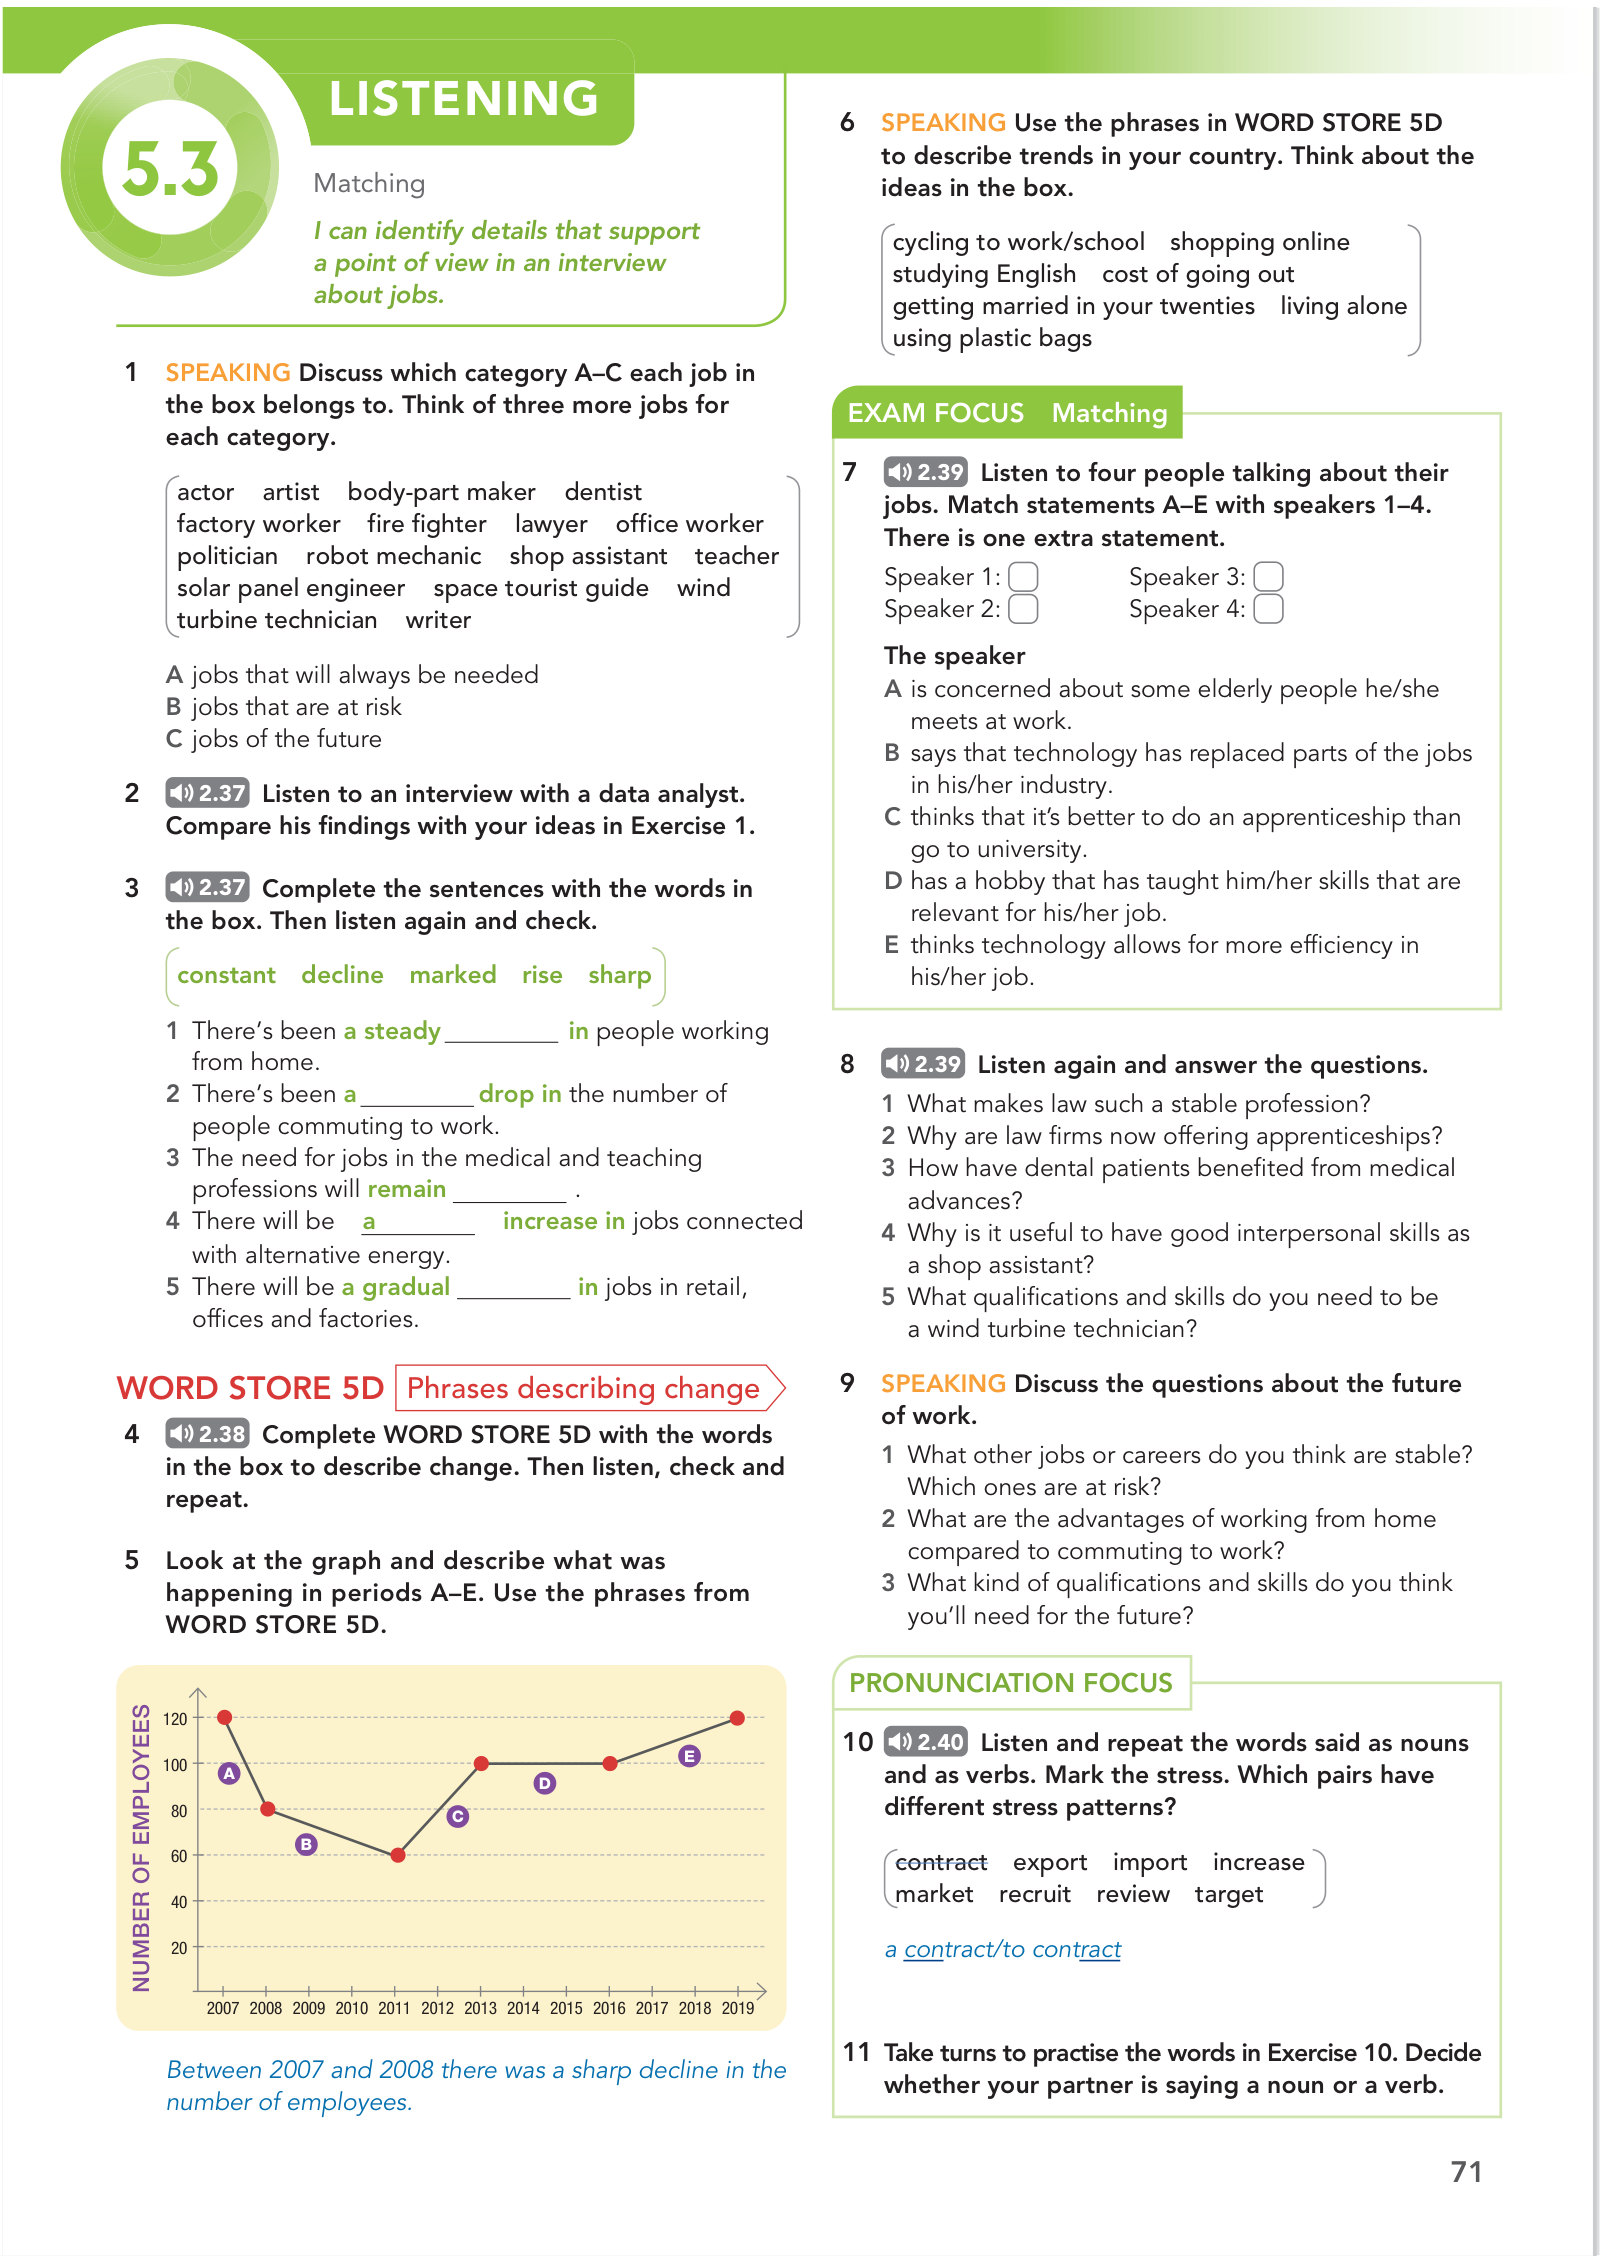 LISTENING
5.3
Matching
I can identify details that support
a point of view in an interview
about jobs.
1 SPEAKING Discuss which category A–C each job in
the box belongs to. Think of three more jobs for
each category.
actor artist body-part maker dentist
factory worker fire fighter lawyer office worker
politician robot mechanic shop assistant teacher
solar panel engineer space tourist guide wind
turbine technician writer
A jobs that will always be needed
B jobs that are at risk
C jobs of the future
2 2.37 Listen to an interview with a data analyst.
Compare his findings with your ideas in Exercise 1.
3 2.37 Complete the sentences with the words in
the box. Then listen again and check.
constant decline marked rise sharp
1 There's been a steady ________ in people working
from home.
2 There's been a ________ drop in the number of
people commuting to work.
3 The need for jobs in the medical and teaching
professions will remain ________ .
4 There will be a ________ increase in jobs connected
with alternative energy.
5 There will be a gradual ________ in jobs in retail,
offices and factories.
WORD STORE 5D Phrases describing change
4 2.38 Complete WORD STORE 5D with the words
in the box to describe change. Then listen, check and
repeat.
5 Look at the graph and describe what was
happening in periods A–E. Use the phrases from
WORD STORE 5D.
NUMBER OF EMPLOYEES
120
100
80
60
40
20
A
B
C
D
E
2007 2008 2009 2010 2011 2012 2013 2014 2015 2016 2017 2018 2019
Between 2007 and 2008 there was a sharp decline in the
number of employees.
6 SPEAKING Use the phrases in WORD STORE 5D
to describe trends in your country. Think about the
ideas in the box.
cycling to work/school shopping online
studying English cost of going out
getting married in your twenties living alone
using plastic bags
EXAM FOCUS Matching
7 2.39 Listen to four people talking about their
jobs. Match statements A–E with speakers 1–4.
There is one extra statement.
Speaker 1: Speaker 3:
Speaker 2: Speaker 4:
The speaker
A is concerned about some elderly people he/she
meets at work.
B says that technology has replaced parts of the jobs
in his/her industry.
C thinks that it's better to do an apprenticeship than
go to university.
D has a hobby that has taught him/her skills that are
relevant for his/her job.
E thinks technology allows for more efficiency in
his/her job.
8 2.39 Listen again and answer the questions.
1 What makes law such a stable profession?
2 Why are law firms now offering apprenticeships?
3 How have dental patients benefited from medical
advances?
4 Why is it useful to have good interpersonal skills as
a shop assistant?
5 What qualifications and skills do you need to be
a wind turbine technician?
9 SPEAKING Discuss the questions about the future
of work.
1 What other jobs or careers do you think are stable?
Which ones are at risk?
2 What are the advantages of working from home
compared to commuting to work?
3 What kind of qualifications and skills do you think
you'll need for the future?
PRONUNCIATION FOCUS
10 2.40 Listen and repeat the words said as nouns
and as verbs. Mark the stress. Which pairs have
different stress patterns?
contract export import increase
market recruit review target
a contract/to contract
11 Take turns to practise the words in Exercise 10. Decide
whether your partner is saying a noun or a verb.
71